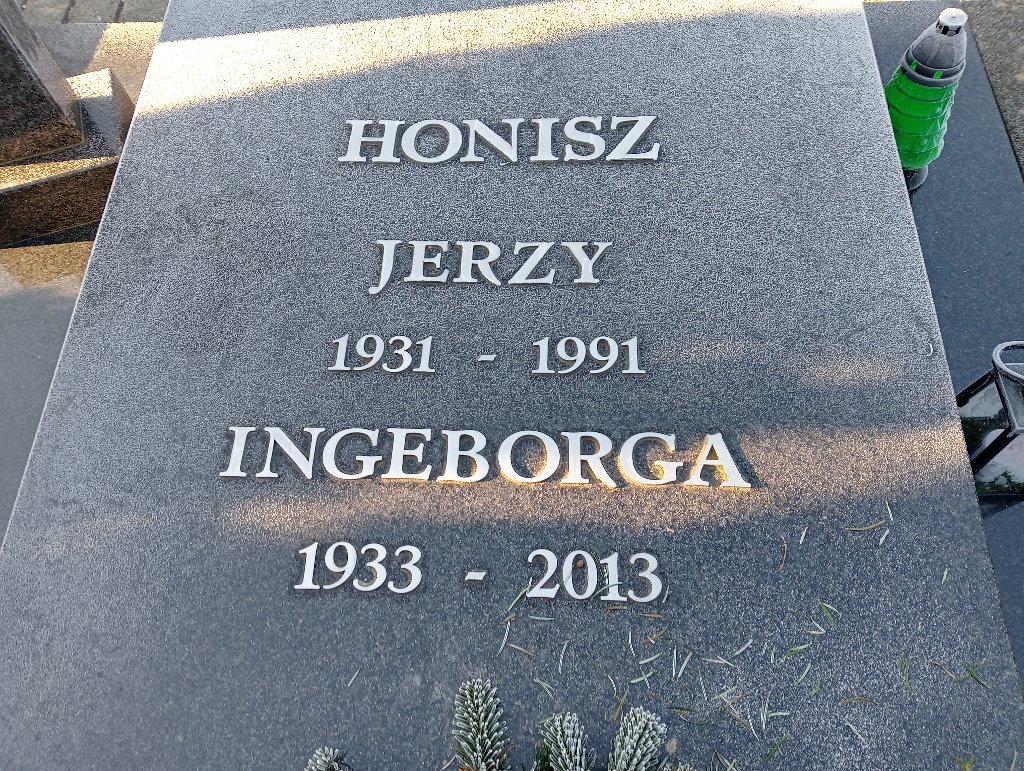 HONISZ
JERZY
1931 - 1991
INGEBORGA
1933 - 2013